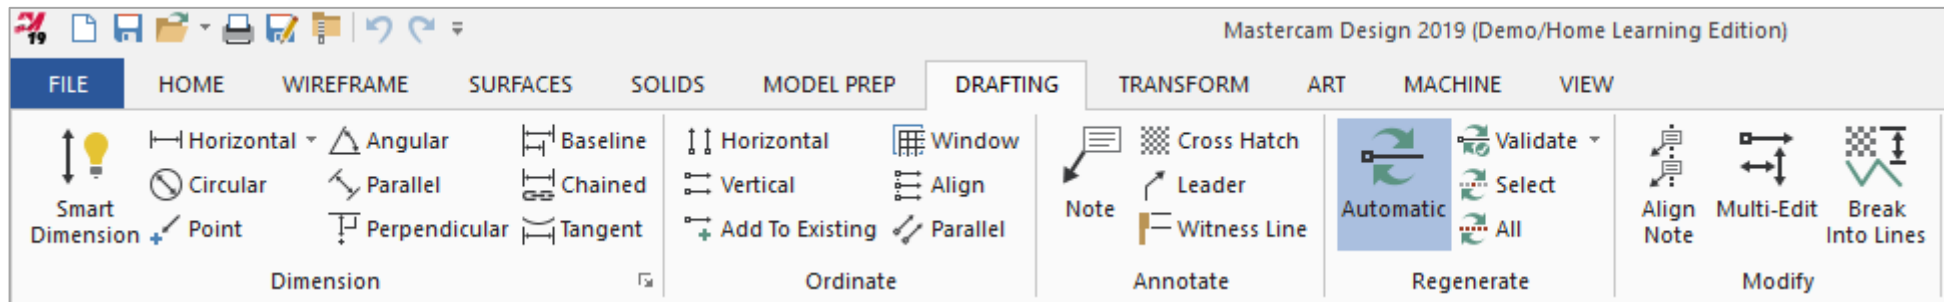 19
Mastercam Design 2019 (Demo/Home Learning Edition)
FILE HOME WIREFRAME SURFACES SOLIDS MODEL PREP DRAFTING TRANSFORM ART MACHINE VIEW
Smart
Dimension
Horizontal
Circular
Point
Angular
Parallel
Perpendicular
Baseline
Chained
Tangent
Dimension
Horizontal
Vertical
Add To Existing
Window
Align
Parallel
Ordinate
Note
Cross Hatch
Leader
Witness Line
Annotate
Automatic
Validate
Select
All
Regenerate
Align
Note
Multi-Edit
Break
Into Lines
Modify